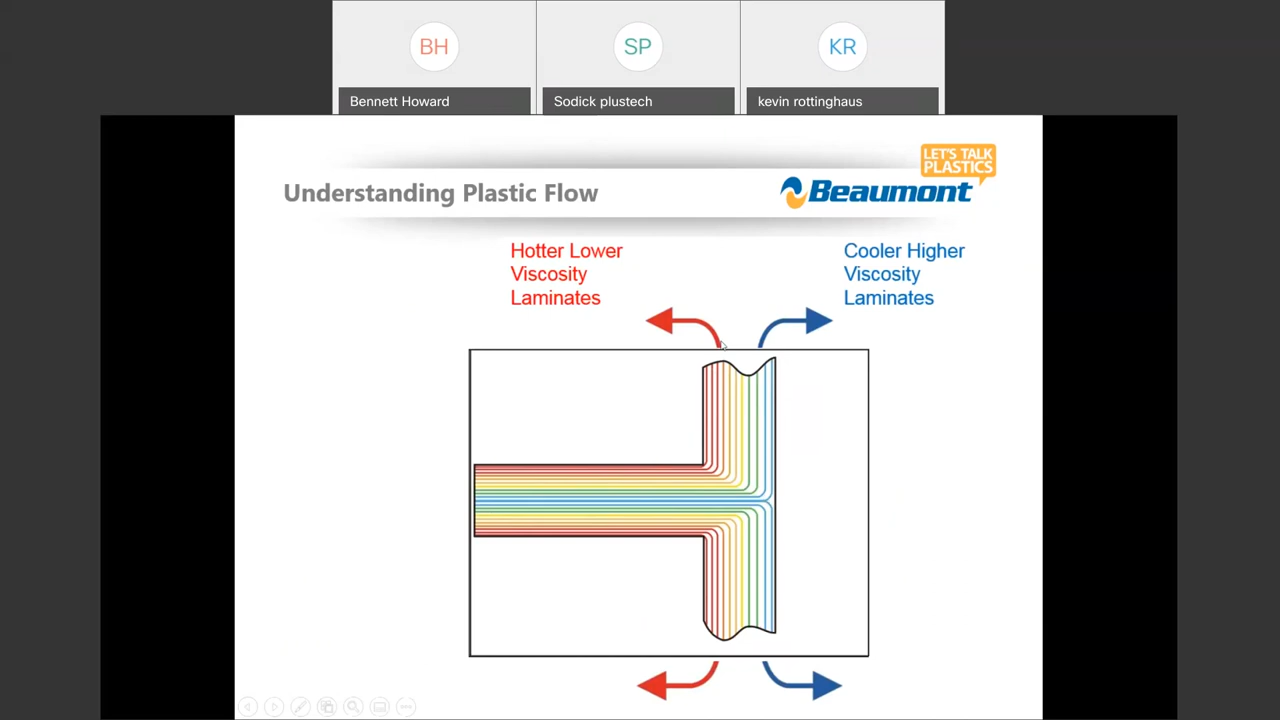 BH
SP
KR
Bennett Howard
Sodick plustech
kevin rottinghaus
LET'S TALK
PLASTICS
Understanding Plastic Flow
Beaumont
Hotter Lower
Viscosity
Laminates
Cooler Higher
Viscosity
Laminates